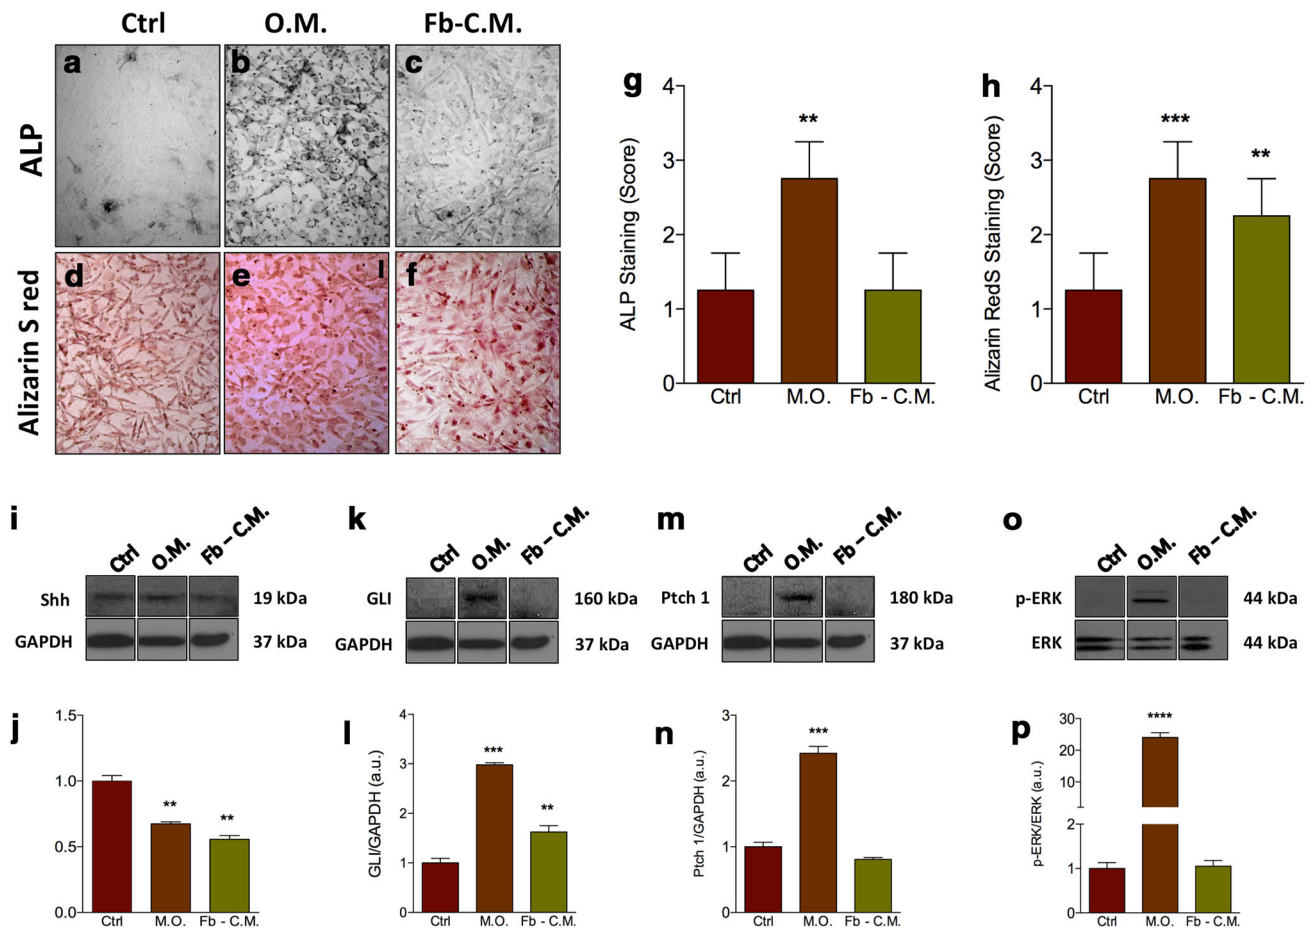 Ctrl O.M. Fb-C.M.
ALP
a b c
Alizarin S red
d e f
g
ALP Staining (Score)
4
3
2
1
0
**
Ctrl M.O. Fb - C.M.
h
Alizarin RedS Staining (Score)
4
3
2
1
0
***
**
Ctrl M.O. Fb - C.M.
i
Ctrl O.M. Fb – C.M.
Shh 19 kDa
GAPDH 37 kDa
k
Ctrl O.M. Fb – C.M.
GLI 160 kDa
GAPDH 37 kDa
m
Ctrl O.M. Fb – C.M.
Ptch 1 180 kDa
GAPDH 37 kDa
o
Ctrl O.M. Fb – C.M.
p-ERK 44 kDa
ERK 44 kDa
j
1.5
1.0
0.5
0.0
**
**
Ctrl M.O. Fb - C.M.
l
GLI/GAPDH (a.u.)
4
3
2
1
0
***
**
Ctrl M.O. Fb - C.M.
n
Ptch 1/GAPDH (a.u.)
3
2
1
0
***
Ctrl M.O. Fb - C.M.
p
p-ERK/ERK (a.u.)
30
20
10
2
1
0
****
Ctrl M.O. Fb - C.M.